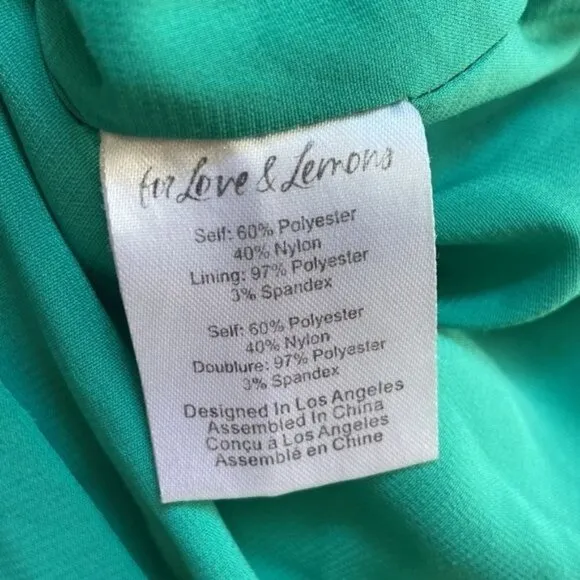 for Love & Lemons
Self: 60% Polyester
40% Nylon
Lining: 97% Polyester
3% Spandex
Self: 60% Polyester
40% Nylon
Doublure: 97% Polyaster
3% Spandex
Designed In Los Angeles
Assembled In China
Conçu a Los Angeles
Assemblé en Chine